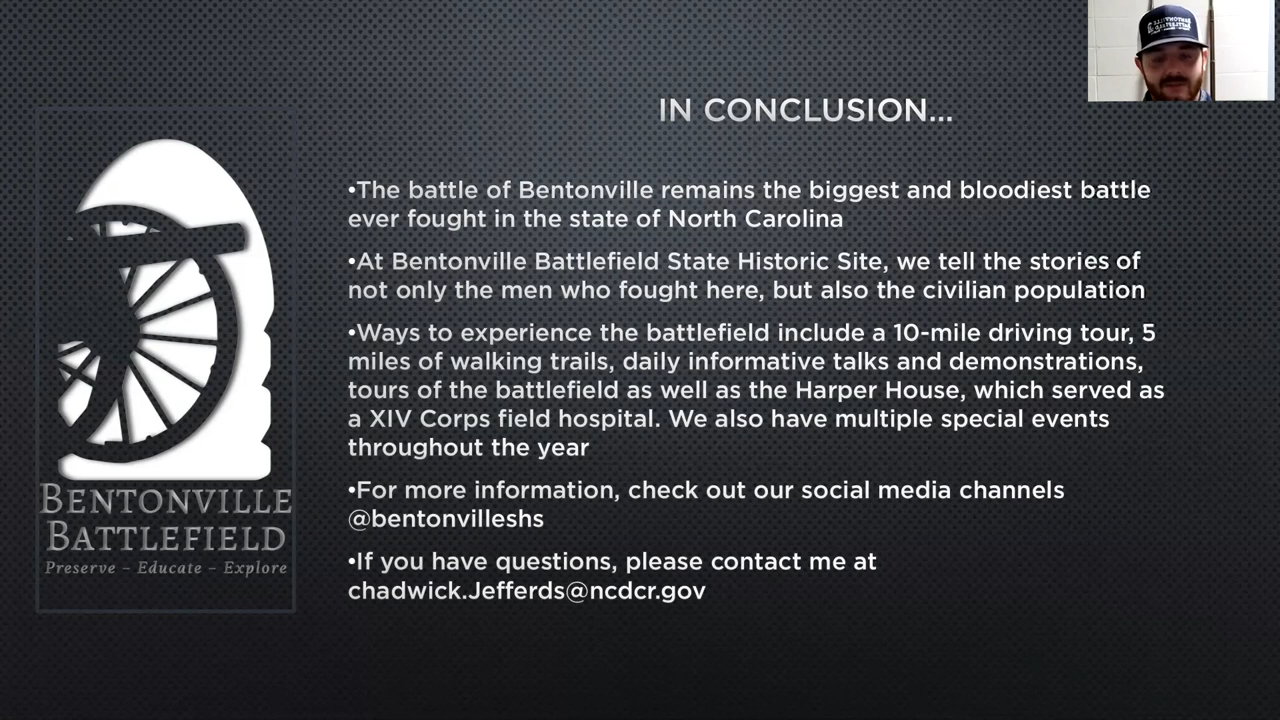 IN CONCLUSION...
•The battle of Bentonville remains the biggest and bloodiest battle
ever fought in the state of North Carolina
•At Bentonville Battlefield State Historic Site, we tell the stories of
not only the men who fought here, but also the civilian population
•Ways to experience the battlefield include a 10-mile driving tour, 5
miles of walking trails, daily informative talks and demonstrations,
tours of the battlefield as well as the Harper House, which served as
a XIV Corps field hospital. We also have multiple special events
throughout the year
•For more information, check out our social media channels
@bentonvilleshs
•If you have questions, please contact me at
chadwick.Jefferds@ncdcr.gov
BENTONVILLE
BATTLEFIELD
Preserve – Educate – Explore